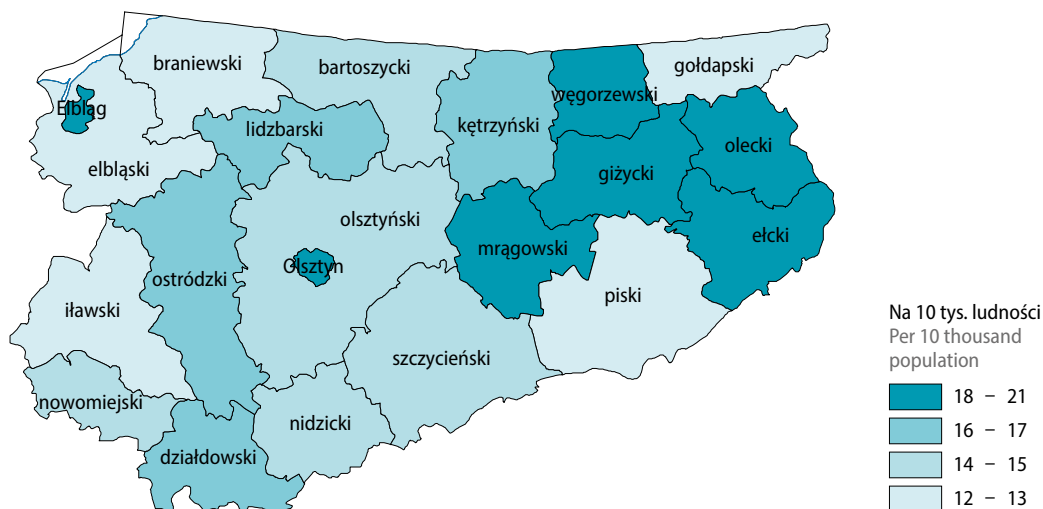 braniewski
bartoszycki
gołdapski
węgorzewski
Elbląg
kętrzyński
lidzbarski
olecki
elbląski
giżycki
olsztyński
ełcki
mrągowski
Olsztyn
ostródzki
piski
iławski
szczycieński
nowomiejski
nidzicki
działdowski
Na 10 tys. ludności
Per 10 thousand
population
18 – 21
16 – 17
14 – 15
12 – 13